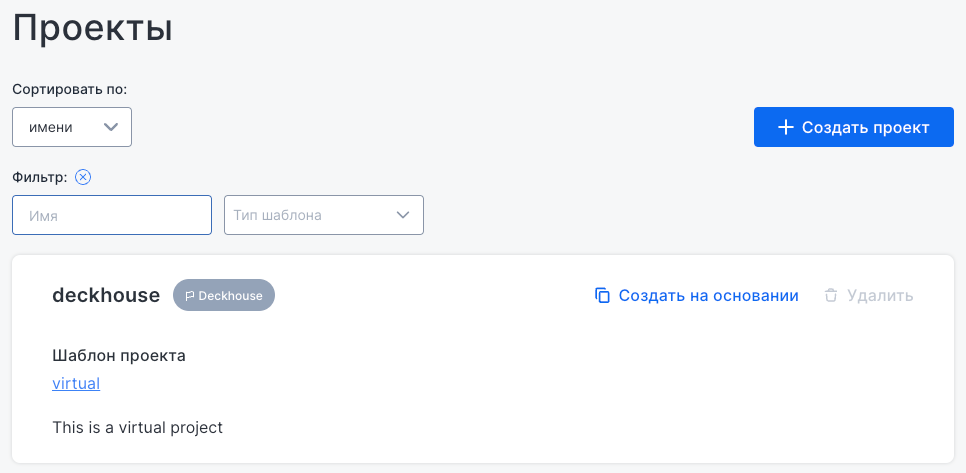 Проекты
Сортировать по:
имени
Создать проект
Фильтр:
Имя
Тип шаблона
deckhouse
Deckhouse
Создать на основании
Удалить
Шаблон проекта
virtual
This is a virtual project